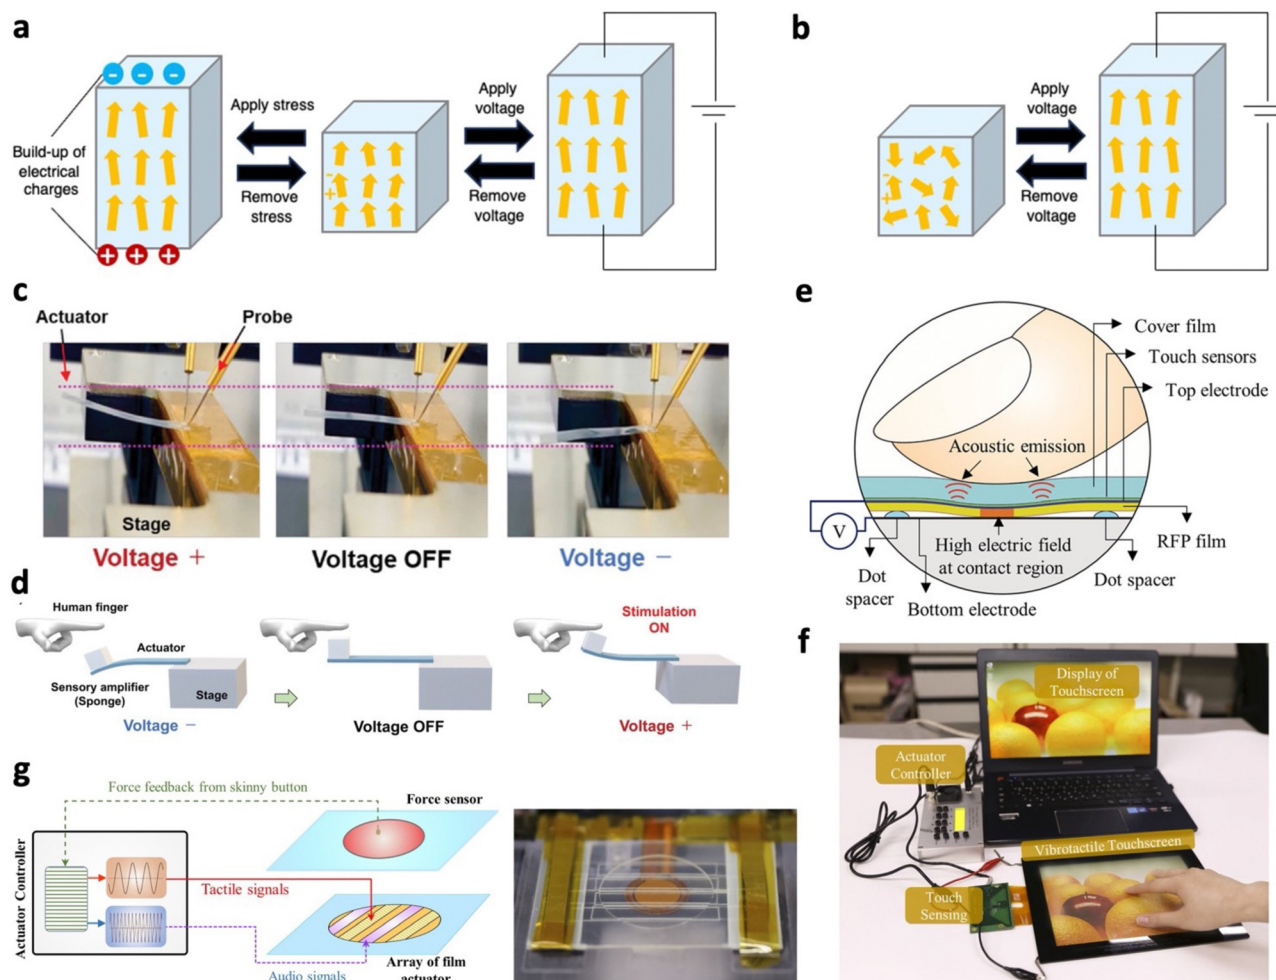 a
Build-up of
electrical
charges
Apply stress
Remove
stress
Apply
voltage
Remove
voltage
b
Apply
voltage
Remove
voltage
c
Actuator
Probe
Stage
Voltage +
Voltage OFF
Voltage −
d
Human finger
Actuator
Sensory amplifier
(Sponge)
Stage
Voltage −
Voltage OFF
Stimulation
ON
Voltage +
e
Cover film
Touch sensors
Top electrode
Acoustic emission
V
High electric field
at contact region
RFP film
Dot
spacer
Dot spacer
Bottom electrode
f
Display of
Touchscreen
Actuator
Controller
Vibrotactile Touchscreen
Touch
Sensing
g
Force feedback from skinny button
Force sensor
Actuator Controller
Tactile signals
Audio signals
Array of film
actuator